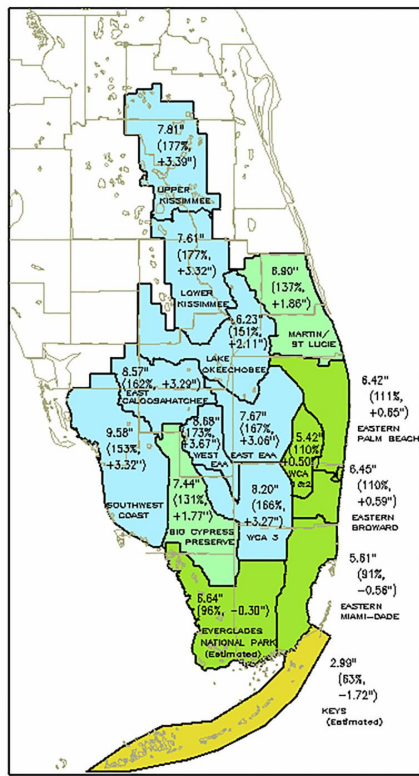 7.81"
(177%,
+3.39")
UPPER
KISSIMMEE
7.61"
(177%,
+3.32")
LOWER
KISSIMMEE
6.90"
(137%,
+1.86")
MARTIN/
ST LUCIE
6.23"
(151%,
+2.11")
LAKE
OKEECHOBEE
8.57"
(162%, +3.29")
EAST
CALOOSAHATCHEE
6.42"
(111%,
+0.65")
EASTERN
PALM BEACH
9.58"
(153%,
+3.32")
SOUTHWEST
COAST
8.68"
(173%,
+3.67")
WEST EAA
7.67"
(167%,
+3.06")
EAST EAA
5.42"
(110%
+0.50")
WCA
1&2
6.45"
(110%,
+0.59")
EASTERN
BROWARD
7.44"
(131%,
+1.77")
BIG CYPRESS
PRESERVE
8.20"
(166%,
+3.27")
WCA 3
5.61"
(91%,
-0.56")
EASTERN
MIAMI-DADE
6.64"
(96%, -0.30")
EVERGLADES
NATIONAL PARK
(Estimated)
2.99"
(63%,
-1.72")
KEYS
(Estimated)